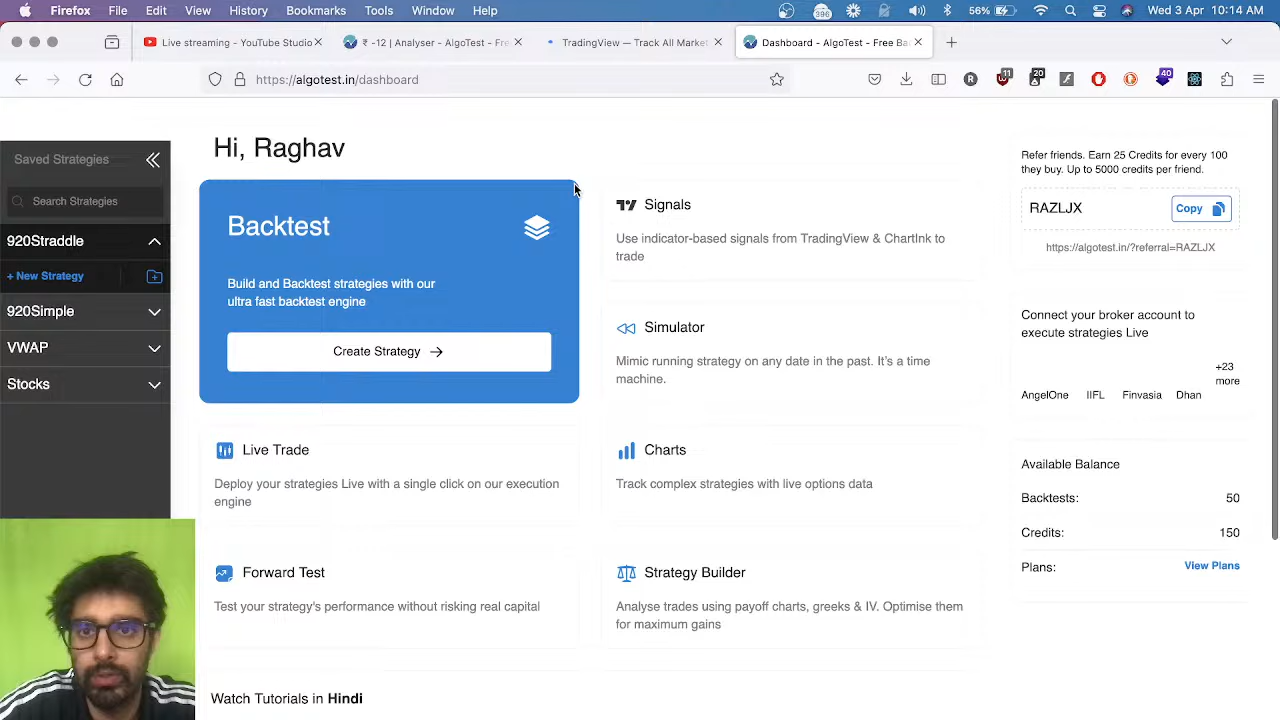 Firefox File Edit View History Bookmarks Tools Window Help 396 56% Wed 3 Apr 10:14 AM
Live streaming - YouTube Studio
₹ -12 | Analyser - AlgoTest - F
TradingView — Track All Market
Dashboard - AlgoTest - Free Ba
https://algotest.in/dashboard
R 11 20 40
Saved Strategies
Search Strategies
920Straddle
+ New Strategy
920Simple
VWAP
Stocks
Hi, Raghav
Backtest
Build and Backtest strategies with our
ultra fast backtest engine
Create Strategy →
Signals
Use indicator-based signals from TradingView & ChartInk to
trade
Simulator
Mimic running strategy on any date in the past. It's a time
machine.
Live Trade
Deploy your strategies Live with a single click on our execution
engine
Charts
Track complex strategies with live options data
Forward Test
Test your strategy's performance without risking real capital
Strategy Builder
Analyse trades using payoff charts, greeks & IV. Optimise them
for maximum gains
Watch Tutorials in Hindi
Refer friends. Earn 25 Credits for every 100
they buy. Up to 5000 credits per friend.
RAZLJX Copy
https://algotest.in/?referral=RAZLJX
Connect your broker account to
execute strategies Live
AngelOne IIFL Finvasia Dhan +23
more
Available Balance
Backtests: 50
Credits: 150
Plans: View Plans